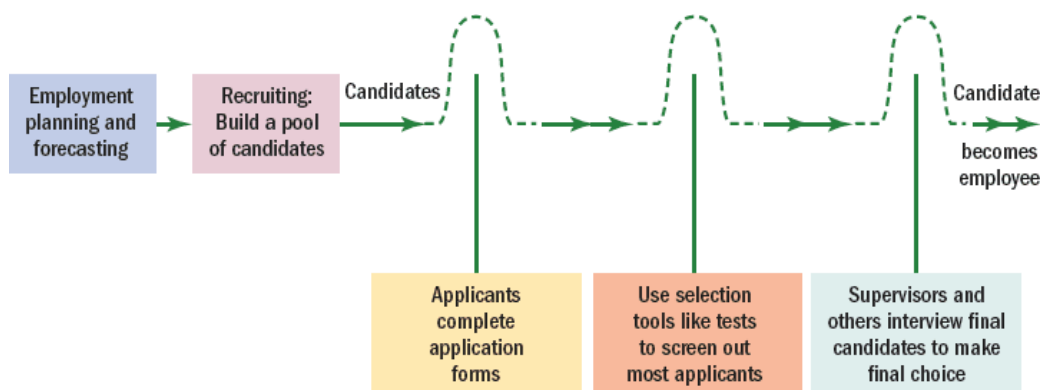 Employment
planning and
forecasting
Recruiting:
Build a pool
of candidates
Candidates
Candidate
becomes
employee
Applicants
complete
application
forms
Use selection
tools like tests
to screen out
most applicants
Supervisors and
others interview final
candidates to make
final choice